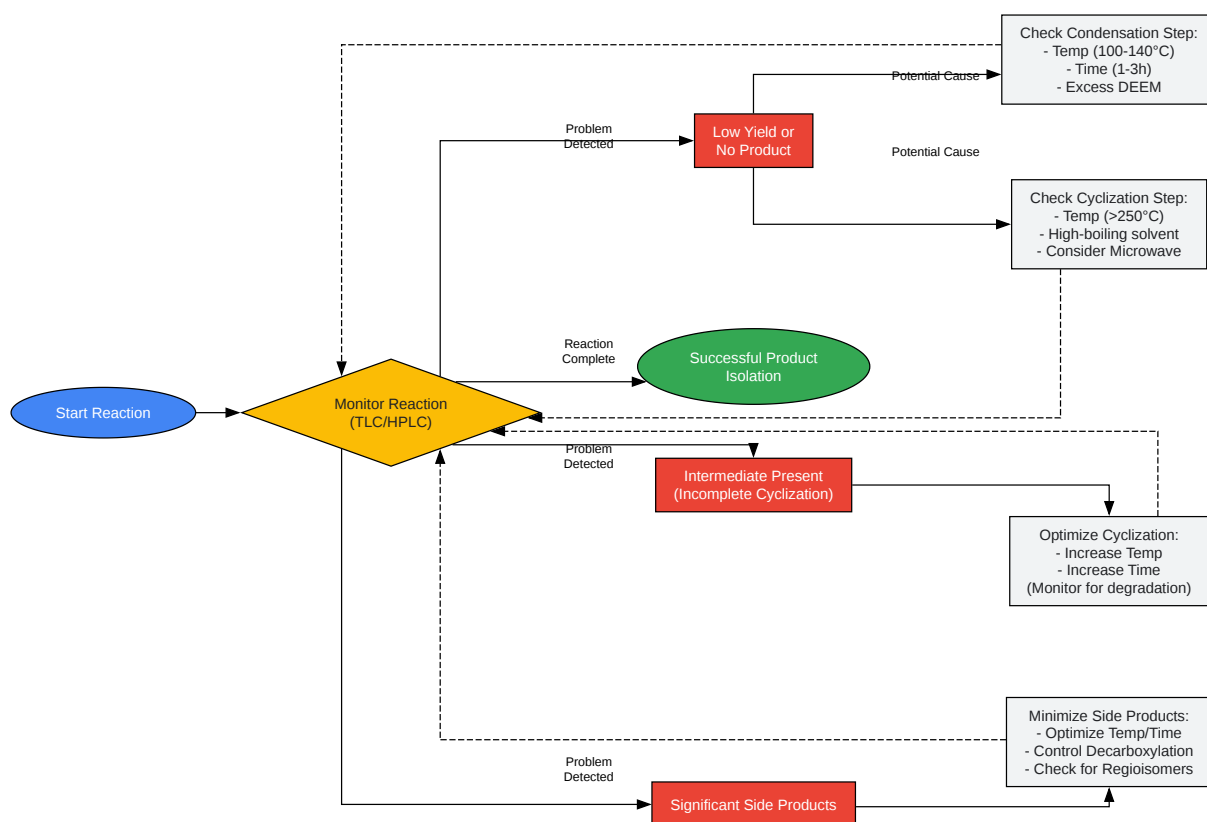 Check Condensation Step:
- Temp (100-140°C)
- Time (1-3h)
- Excess DEEM
Potential Cause
Problem
Detected
Low Yield or
No Product
Potential Cause
Check Cyclization Step:
- Temp (>250°C)
- High-boiling solvent
- Consider Microwave
Reaction
Complete
Successful Product
Isolation
Start Reaction
Monitor Reaction
(TLC/HPLC)
Problem
Detected
Intermediate Present
(Incomplete Cyclization)
Optimize Cyclization:
- Increase Temp
- Increase Time
(Monitor for degradation)
Minimize Side Products:
- Optimize Temp/Time
- Control Decarboxylation
- Check for Regioisomers
Problem
Detected
Significant Side Products